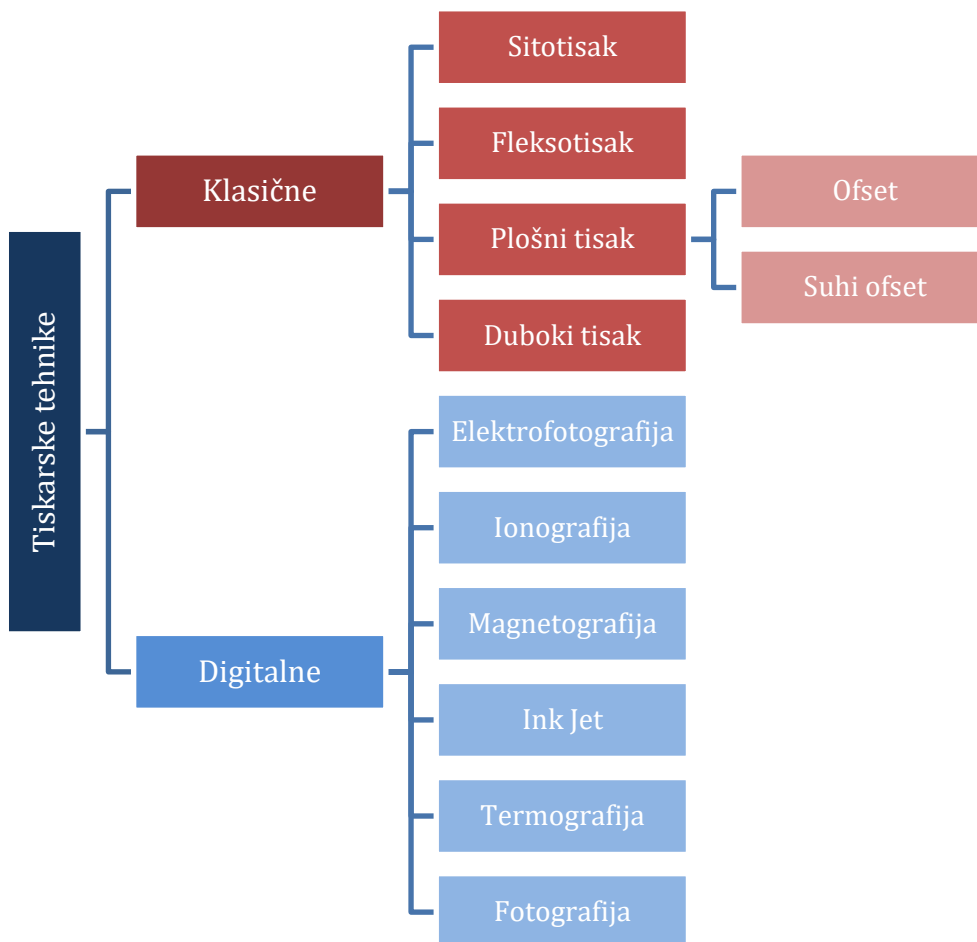 Tiskarske tehnike
Klasične
Sitotisak
Fleksotisak
Plošni tisak
Ofset
Suhi ofset
Duboki tisak
Digitalne
Elektrofotografija
Ionografija
Magnetografija
Ink Jet
Termografija
Fotografija